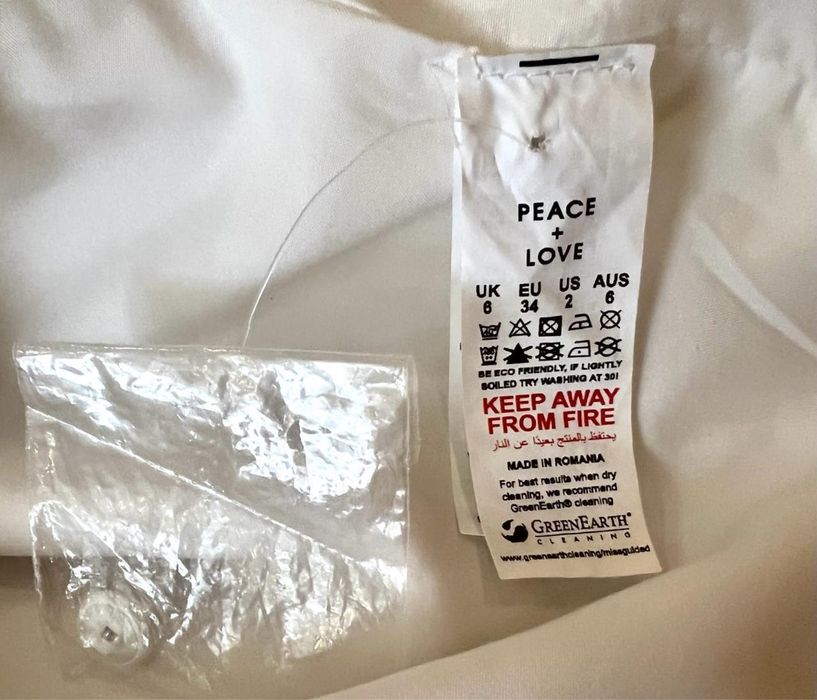 PEACE
+
LOVE
UK EU US AUS
6 34 2 6
BE ECO FRIENDLY, IF LIGHTLY
SOILED TRY WASHING AT 30!
KEEP AWAY
FROM FIRE
يحتفظ بالمنتج بعيدًا عن النار
MADE IN ROMANIA
For best results when dry
cleaning, we recommend
GreenEarth® cleaning
GREENEARTH®
CLEANING
www.greenearthcleaning/missguided